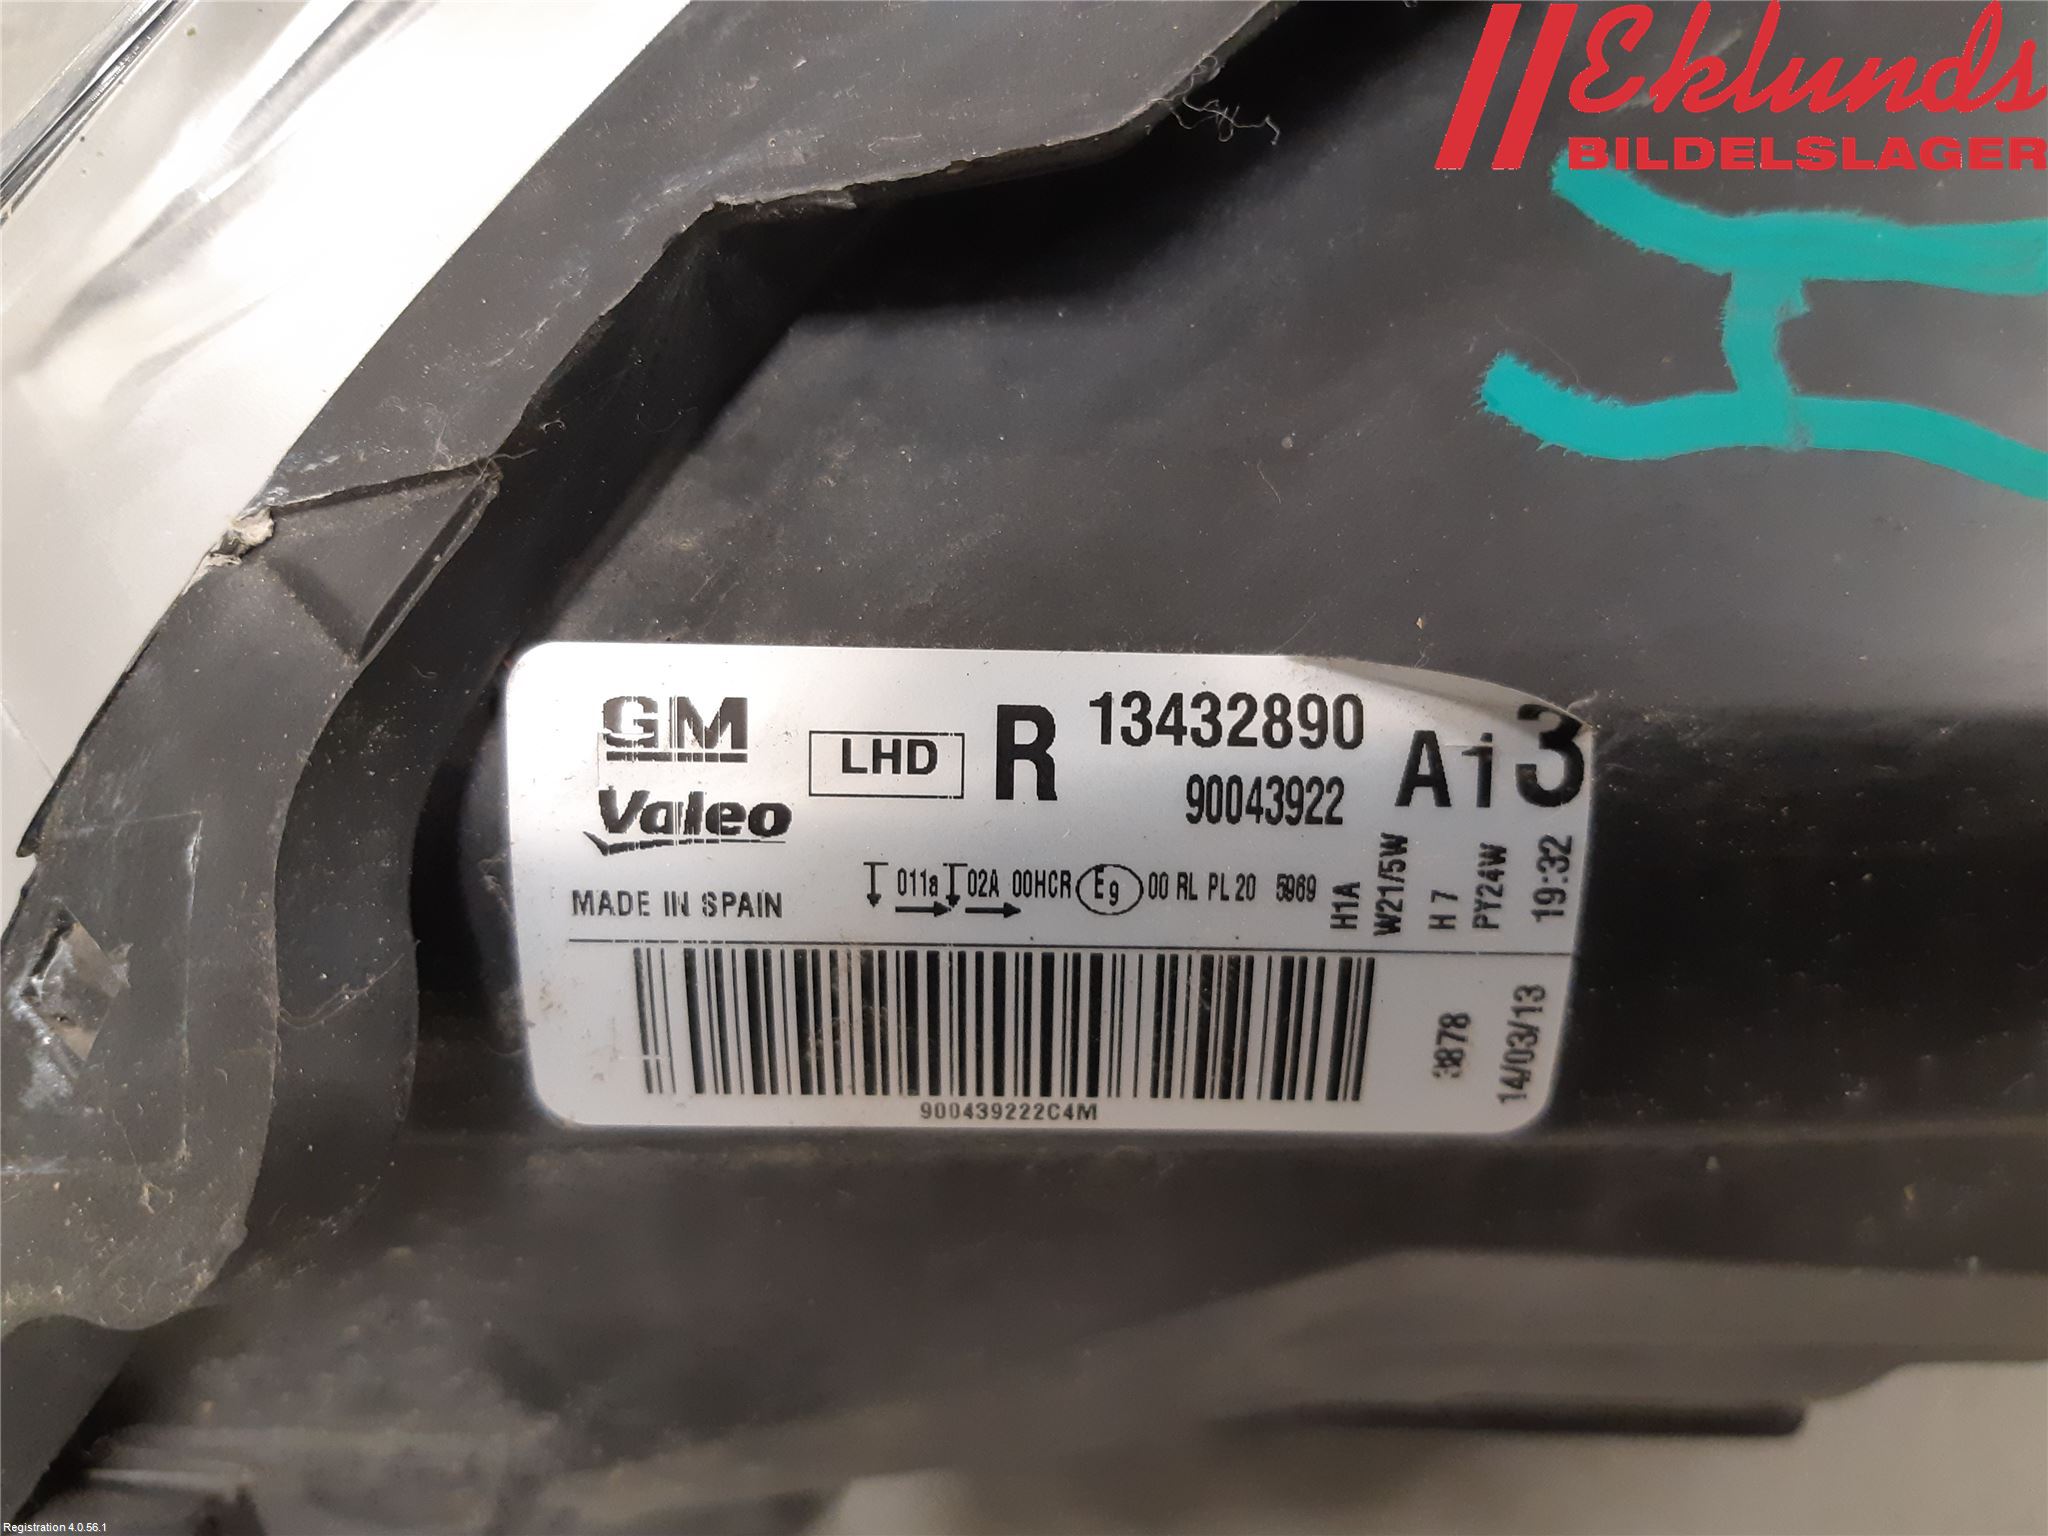 Eklunds
BILDELSLAGER
H
GM
Valeo
LHD
R
13432890
90043922
A i 3
MADE IN SPAIN
011a 02A 00HCR E9 00 RL PL 20 5969
H1A
W21/5W
H 7
PY24W
19:32
900439222C4M
3878
14/03/13
Registration 4.0.56.1